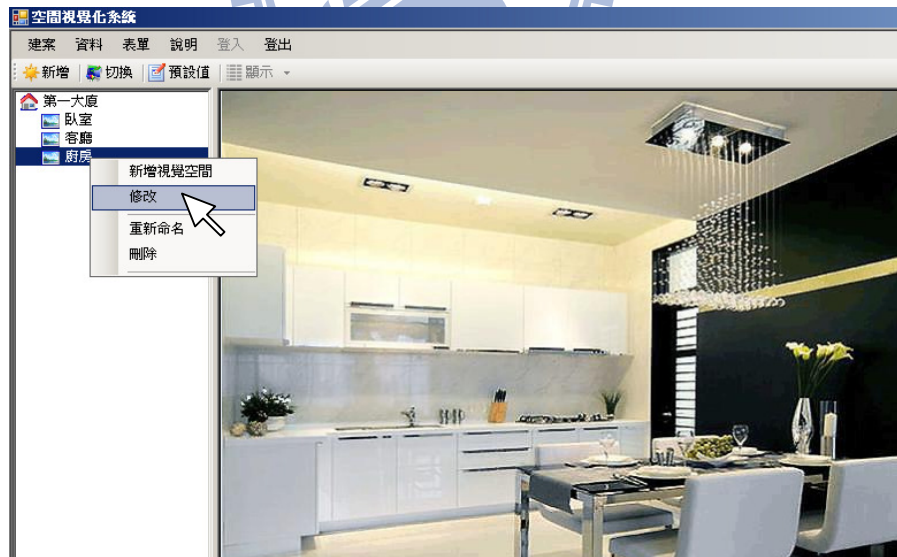 空間視覺化系統
建案 資料 表單 說明 登入 登出
新增 切換 預設值 顯示
第一大廈
臥室
客廳
廚房
新增視覺空間
修改
重新命名
刪除